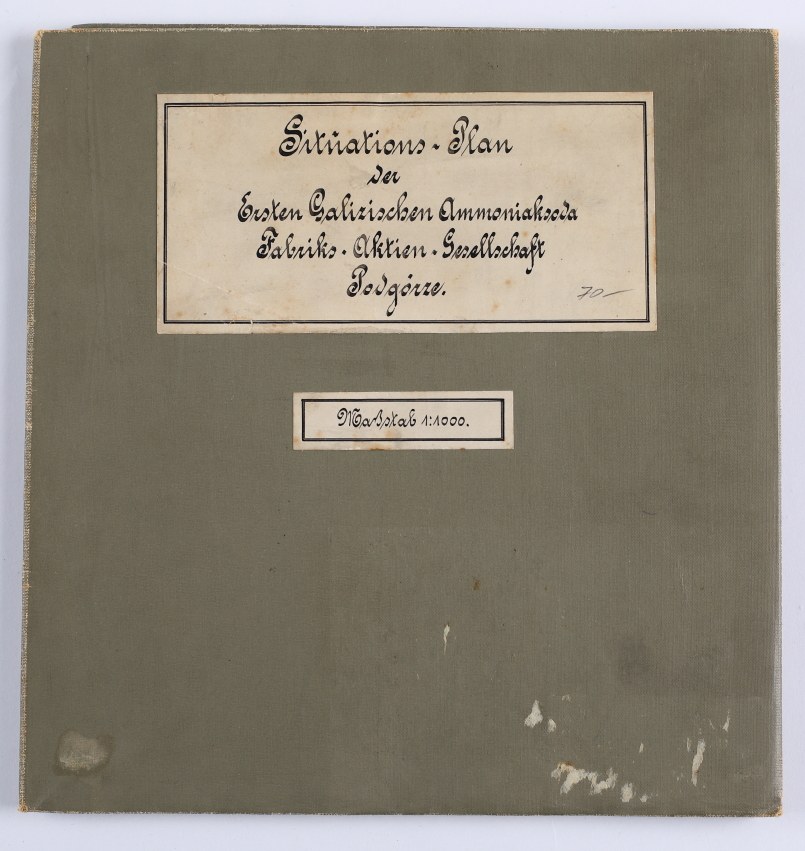 Situations-Plan
der
Ersten Galizischen Ammoniaksoda
Fabriks-Aktien-Gesellschaft
Podgórze.
70-
Maßstab 1:1000.